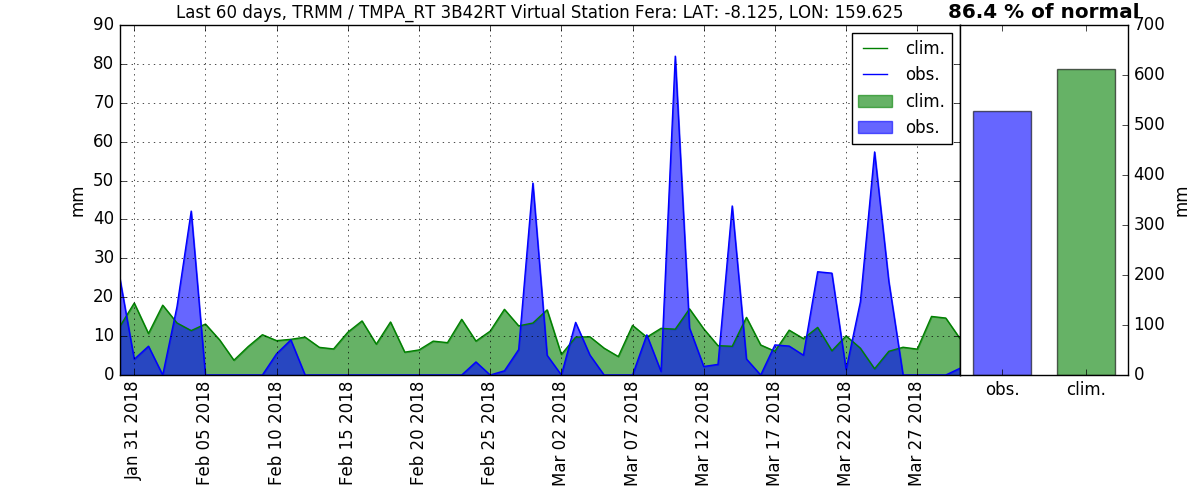 Last 60 days, TRMM / TMPA_RT 3B42RT Virtual Station Fera: LAT: -8.125, LON: 159.625
86.4 % of normal
90
80
70
60
50
40
30
20
10
0
mm
clim.
obs.
clim.
obs.
Jan 31 2018
Feb 05 2018
Feb 10 2018
Feb 15 2018
Feb 20 2018
Feb 25 2018
Mar 02 2018
Mar 07 2018
Mar 12 2018
Mar 17 2018
Mar 22 2018
Mar 27 2018
700
600
500
400
300
200
100
0
mm
obs.
clim.